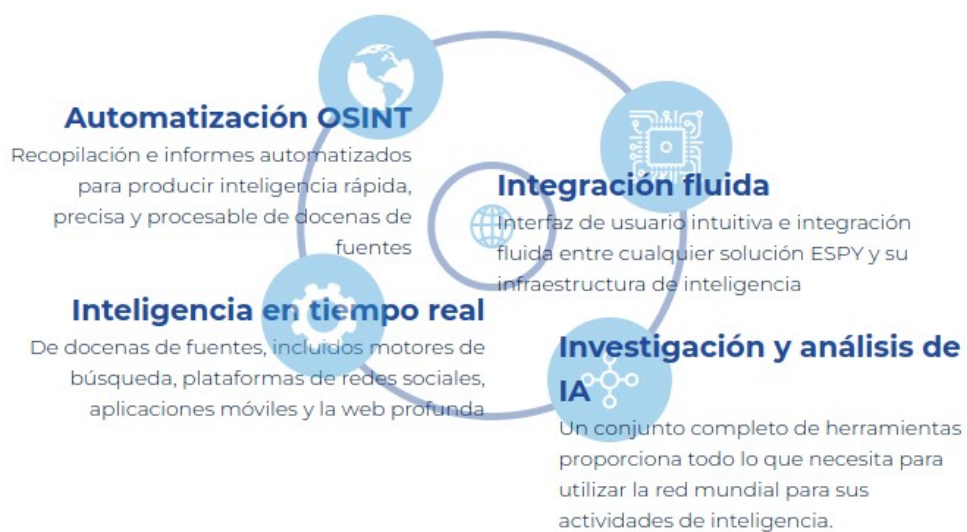 Automatización OSINT
Recopilación e informes automatizados
para producir inteligencia rápida,
precisa y procesable de docenas de
fuentes
Integración fluida
Interfaz de usuario intuitiva e integración
fluida entre cualquier solución ESPY y su
infraestructura de inteligencia
Inteligencia en tiempo real
De docenas de fuentes, incluidos motores de
búsqueda, plataformas de redes sociales,
aplicaciones móviles y la web profunda
Investigación y análisis de
IA
Un conjunto completo de herramientas
proporciona todo lo que necesita para
utilizar la red mundial para sus
actividades de inteligencia.